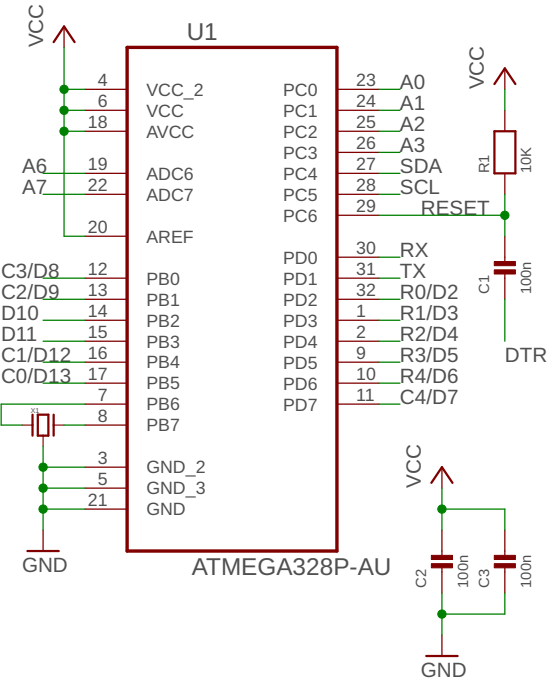 VCC
U1
4 VCC_2 PC0 23 A0
6 VCC PC1 24 A1
18 AVCC PC2 25 A2
PC3 26 A3
A6 19 ADC6 PC4 27 SDA
A7 22 ADC7 PC5 28 SCL
PC6 29 RESET
20 AREF
PD0 30 RX
C3/D8 12 PB0 PD1 31 TX
C2/D9 13 PB1 PD2 32 R0/D2
D10 14 PB2 PD3 1 R1/D3
D11 15 PB3 PD4 2 R2/D4
C1/D12 16 PB4 PD5 9 R3/D5
C0/D13 17 PB5 PD6 10 R4/D6
7 PB6 PD7 11 C4/D7
X1
8 PB7
3 GND_2
5 GND_3
21 GND
GND
ATMEGA328P-AU
VCC
R1
10K
C1
100n
DTR
VCC
C2
100n
C3
100n
GND